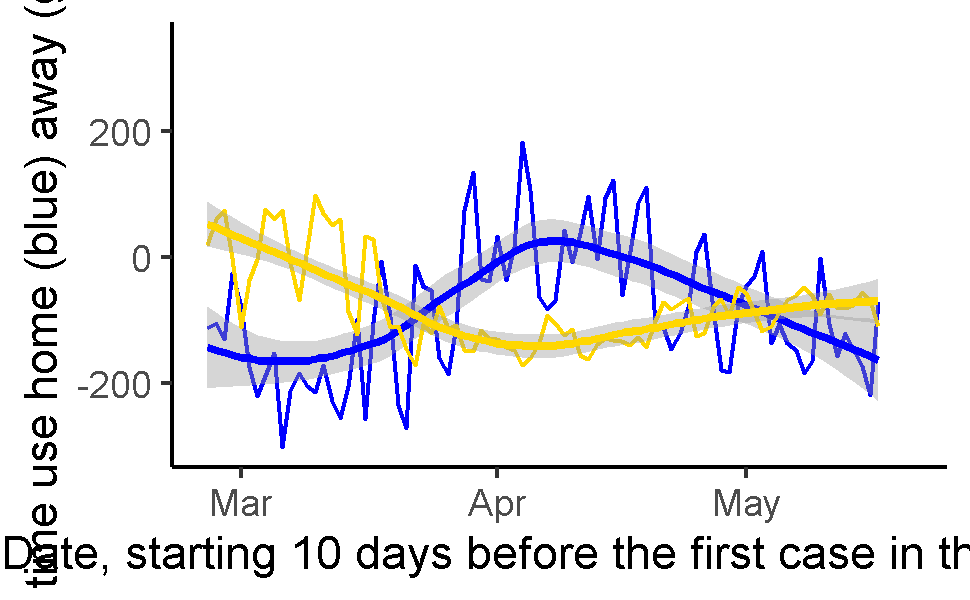 time use home (blue) away (
200
0
-200
Mar Apr May
Date, starting 10 days before the first case in th